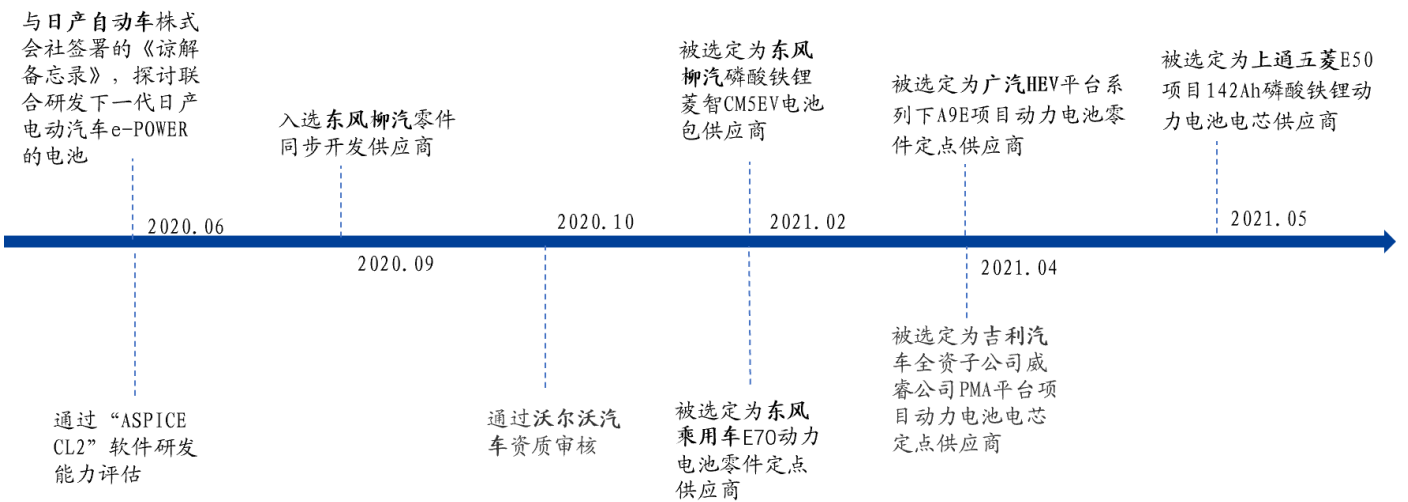 与日产自动车株式
会社签署的《谅解
备忘录》，探讨联
合研发下一代日产
电动汽车e-POWER
的电池
2020.06
通过“ASPICE
CL2”软件研发
能力评估
入选东风柳汽零件
同步开发供应商
2020.09
2020.10
通过沃尔沃汽
车资质审核
被选定为东风
柳汽磷酸铁锂
菱智CM5EV电池
包供应商
2021.02
被选定为东风
乘用车E70动力
电池零件定点
供应商
被选定为广汽HEV平台系
列下A9E项目动力电池零
件定点供应商
2021.04
被选定为吉利汽
车全资子公司威
睿公司PMA平台项
目动力电池电芯
定点供应商
被选定为上通五菱E50
项目142Ah磷酸铁锂动
力电池电芯供应商
2021.05